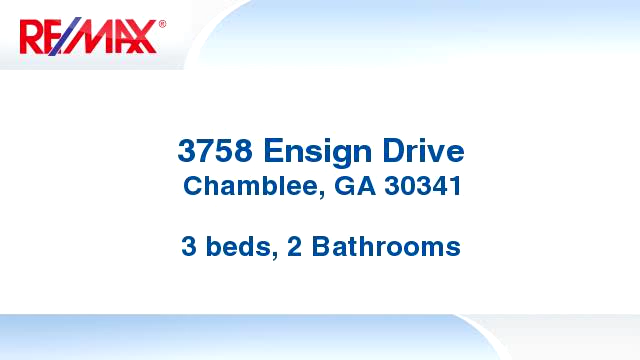 RE/MAX®
3758 Ensign Drive
Chamblee, GA 30341
3 beds, 2 Bathrooms